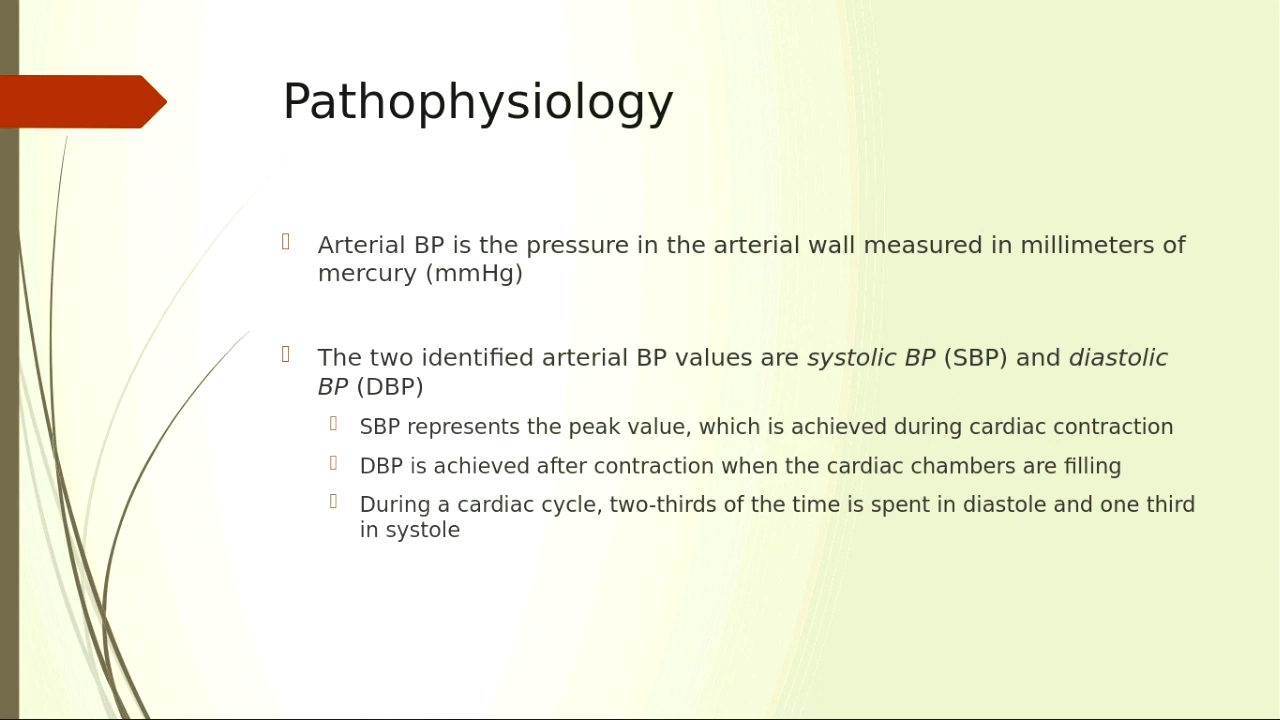 Pathophysiology
Arterial BP is the pressure in the arterial wall measured in millimeters of
mercury (mmHg)
The two identified arterial BP values are systolic BP (SBP) and diastolic
BP (DBP)
SBP represents the peak value, which is achieved during cardiac contraction
DBP is achieved after contraction when the cardiac chambers are filling
During a cardiac cycle, two-thirds of the time is spent in diastole and one third
in systole